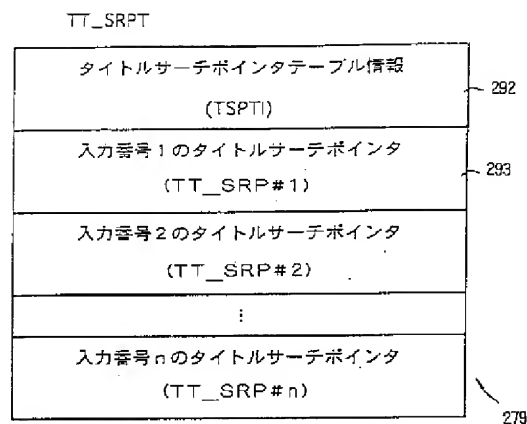 TT_SRPT
タイトルサーチポインタテーブル情報
(TSPTI)
292
入力番号1のタイトルサーチポインタ
(TT_SRP#1)
293
入力番号2のタイトルサーチポインタ
(TT_SRP#2)
⋮
入力番号nのタイトルサーチポインタ
(TT_SRP#n)
279